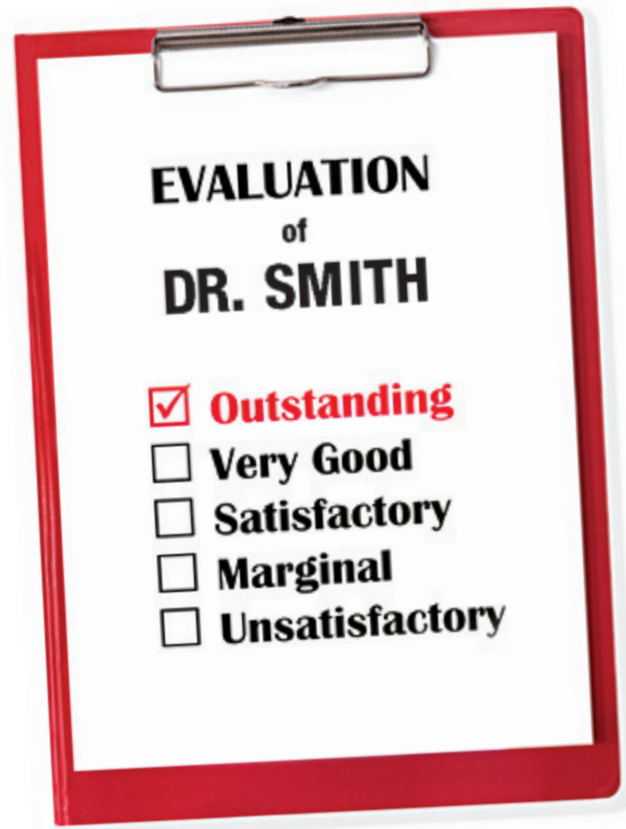 EVALUATION
of
DR. SMITH
Outstanding
Very Good
Satisfactory
Marginal
Unsatisfactory